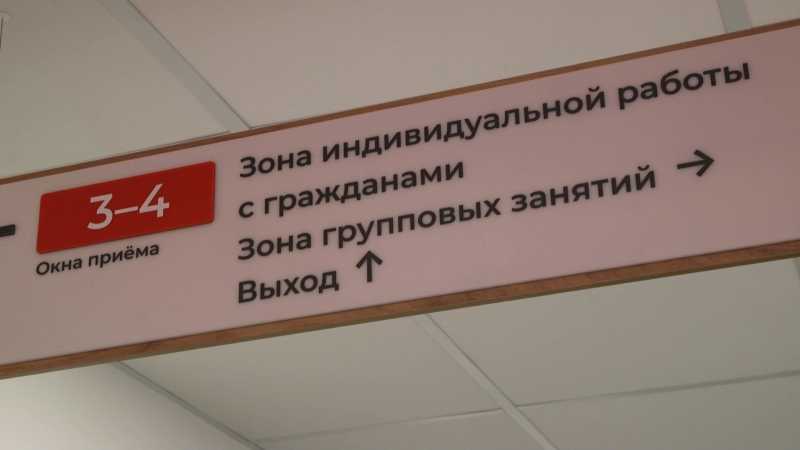 3–4
Окна приёма
Зона индивидуальной работы
с гражданами
Зона групповых занятий →
Выход ↑